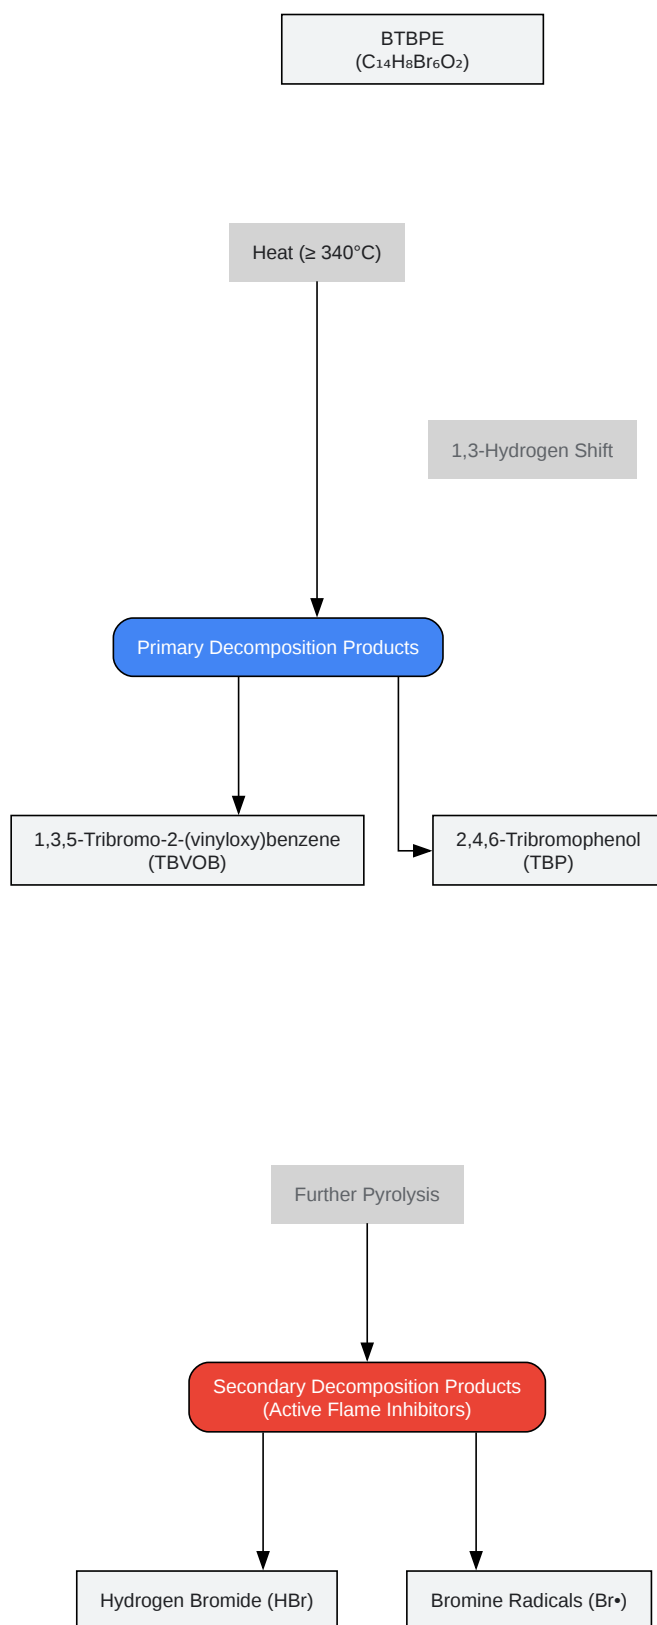 BTBPE
(C₁₄H₈Br₆O₂)
Heat (≥ 340°C)
1,3-Hydrogen Shift
Primary Decomposition Products
1,3,5-Tribromo-2-(vinyloxy)benzene
(TBVOB)
2,4,6-Tribromophenol
(TBP)
Further Pyrolysis
Secondary Decomposition Products
(Active Flame Inhibitors)
Hydrogen Bromide (HBr)
Bromine Radicals (Br•)